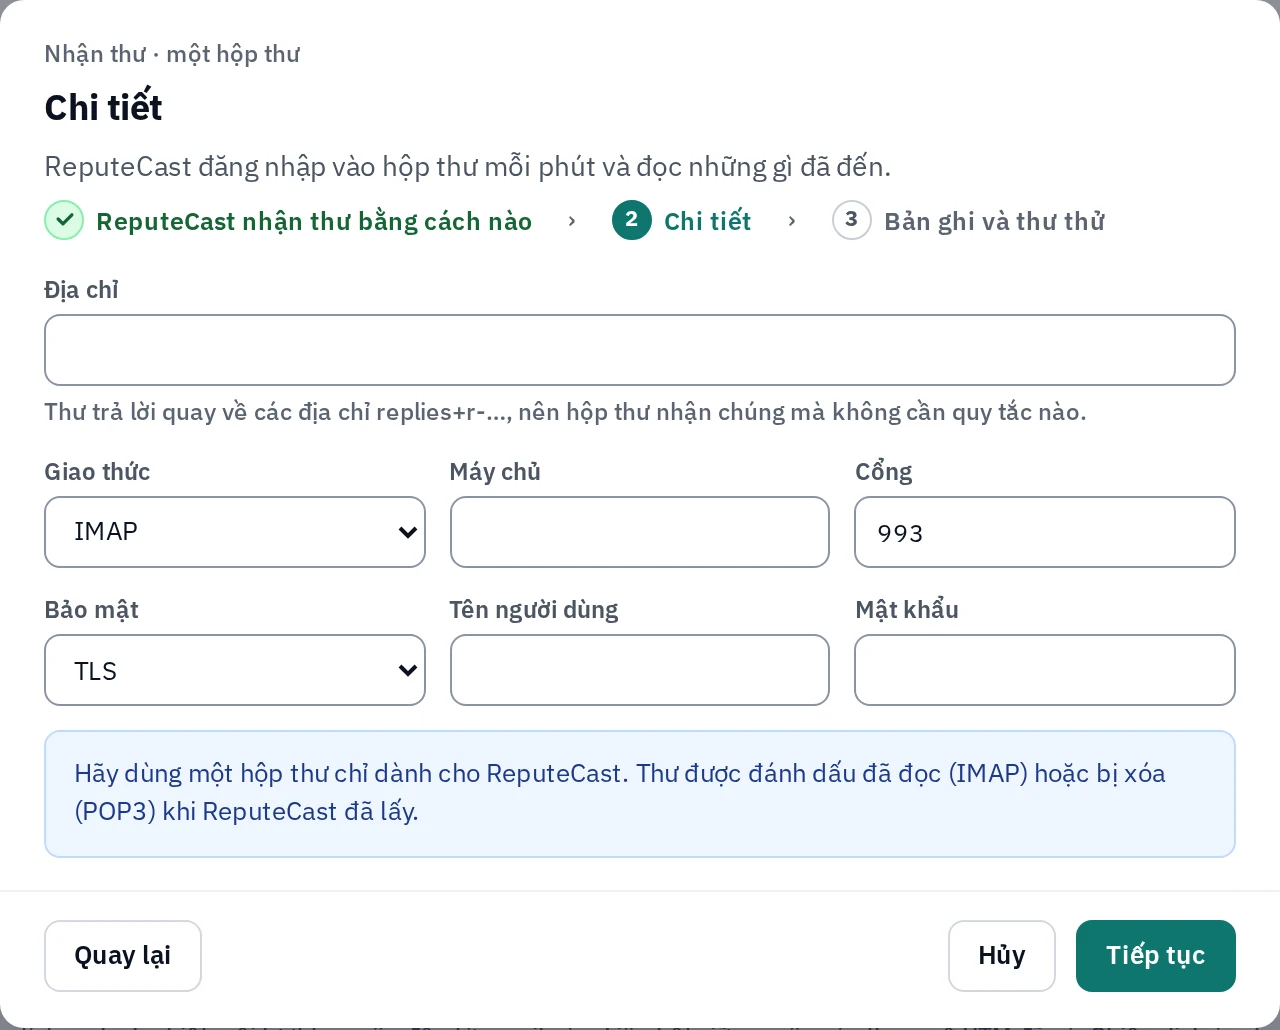 Nhận thư · một hộp thư
Chi tiết
ReputeCast đăng nhập vào hộp thư mỗi phút và đọc những gì đã đến.
ReputeCast nhận thư bằng cách nào › 2 Chi tiết › 3 Bản ghi và thư thử
Địa chỉ
Thư trả lời quay về các địa chỉ replies+r-…, nên hộp thư nhận chúng mà không cần quy tắc nào.
Giao thức Máy chủ Cổng
IMAP 993
Bảo mật Tên người dùng Mật khẩu
TLS
Hãy dùng một hộp thư chỉ dành cho ReputeCast. Thư được đánh dấu đã đọc (IMAP) hoặc bị xóa
(POP3) khi ReputeCast đã lấy.
Quay lại Hủy Tiếp tục